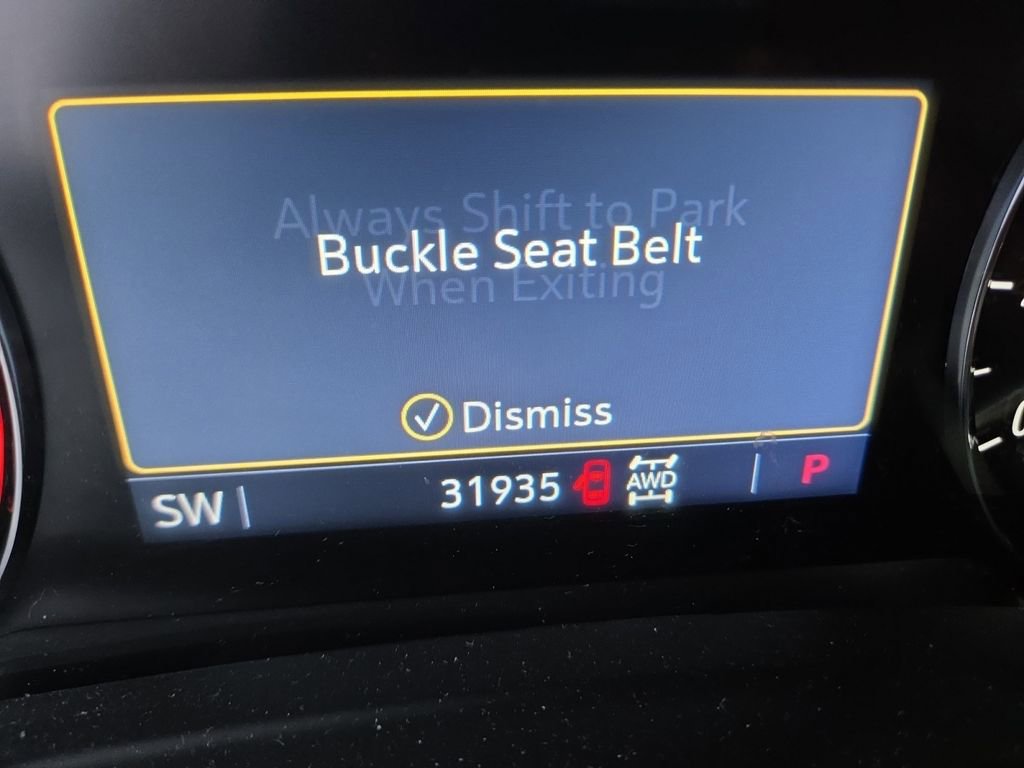 Always Shift to Park
Buckle Seat Belt
When Exiting
Dismiss
SW
31935
AWD
P